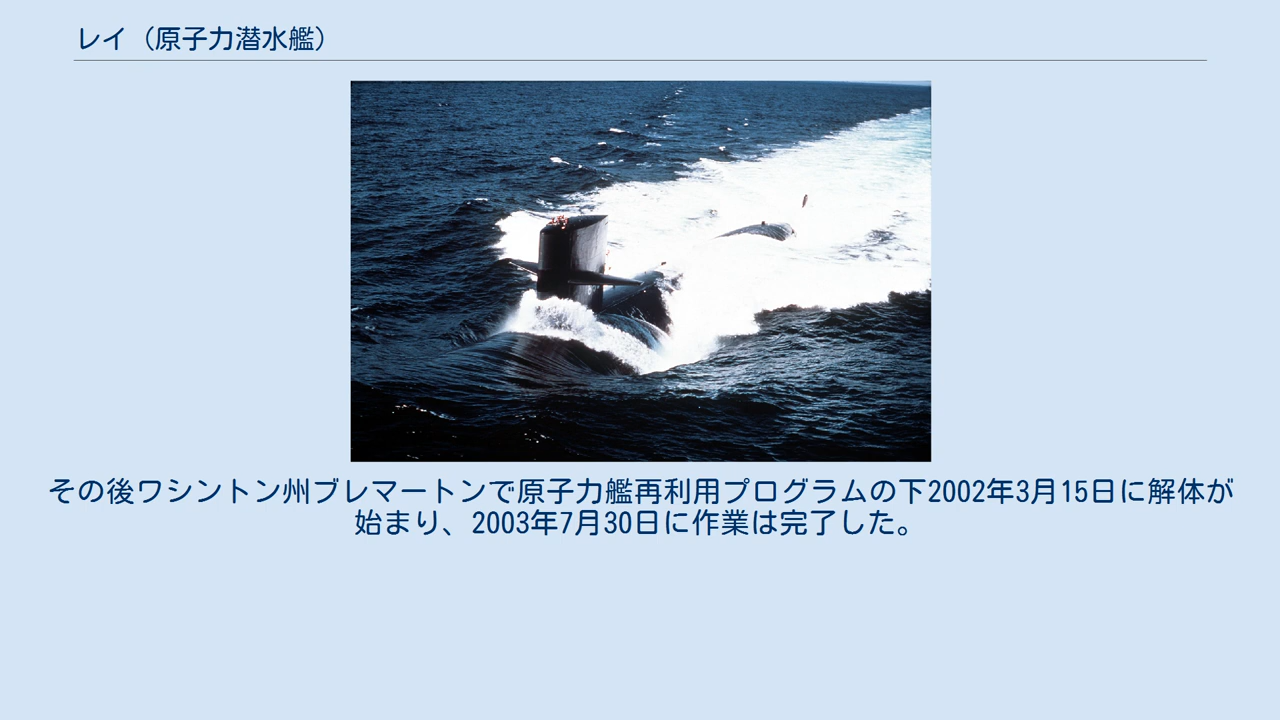 レイ（原子力潜水艦）
その後ワシントン州ブレマートンで原子力艦再利用プログラムの下2002年3月15日に解体が
始まり、2003年7月30日に作業は完了した。